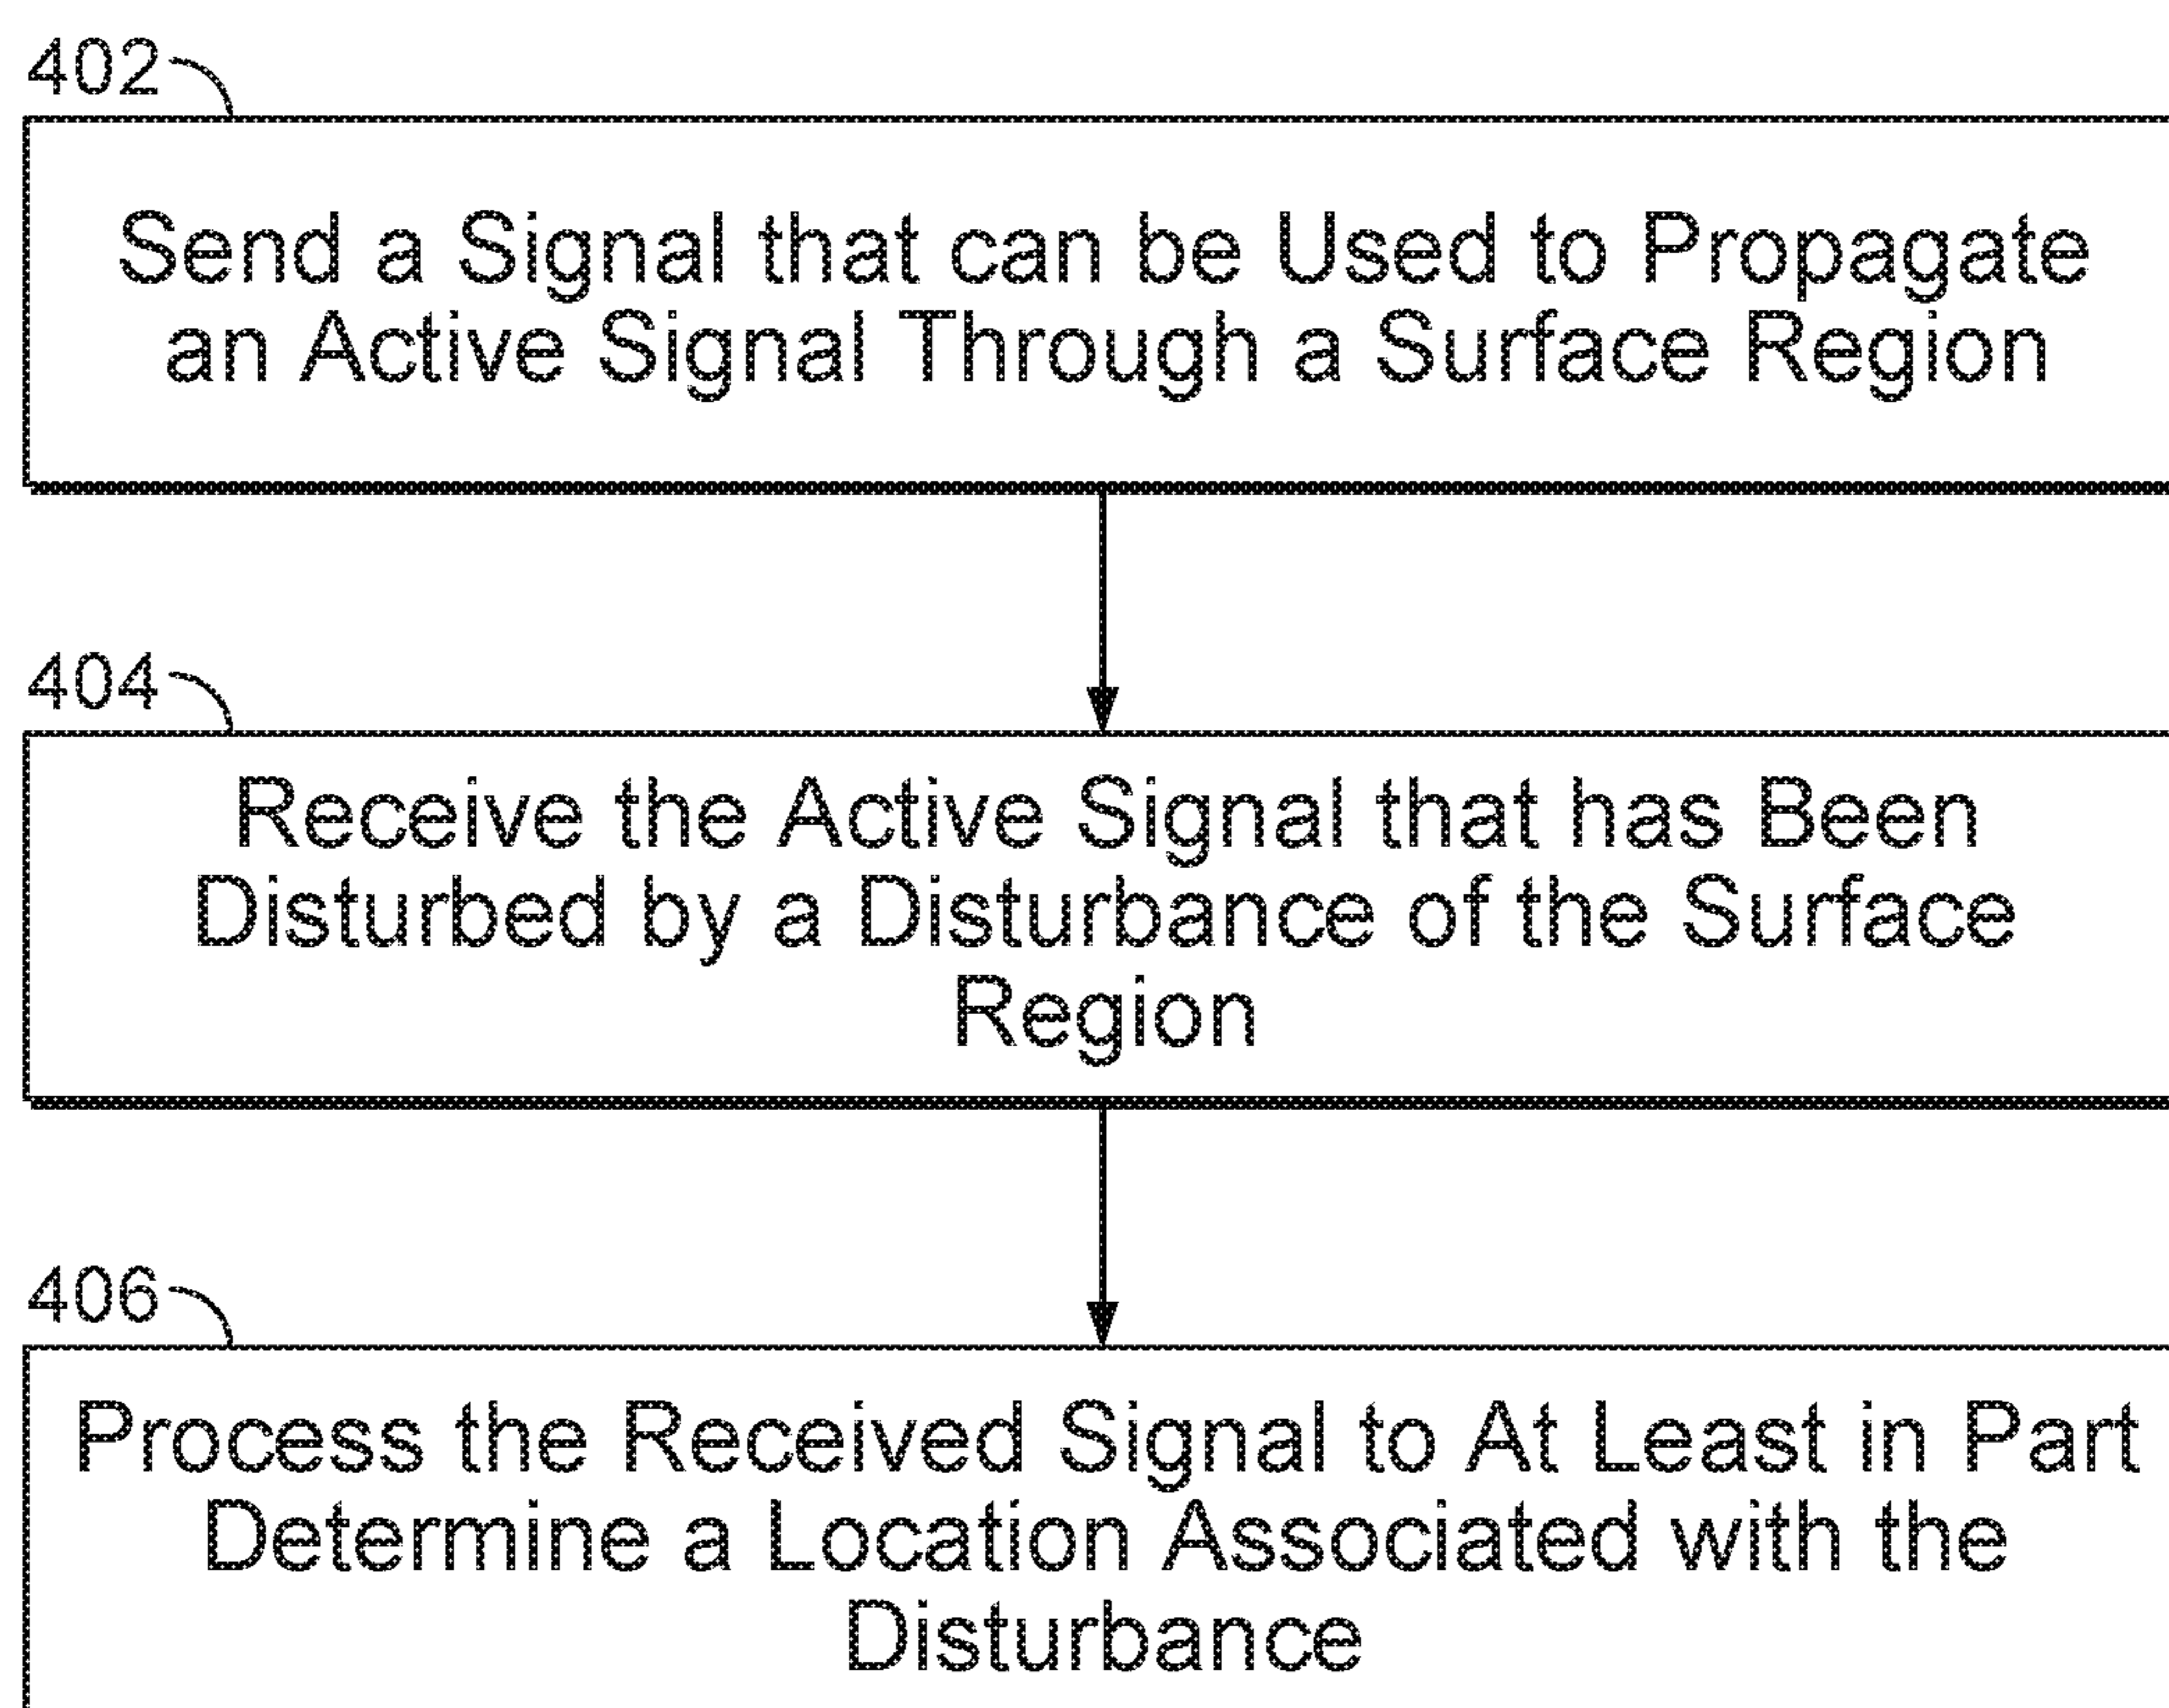 402
Send a Signal that can be Used to Propagate
an Active Signal Through a Surface Region
404
Receive the Active Signal that has Been
Disturbed by a Disturbance of the Surface
Region
406
Process the Received Signal to At Least in Part
Determine a Location Associated with the
Disturbance